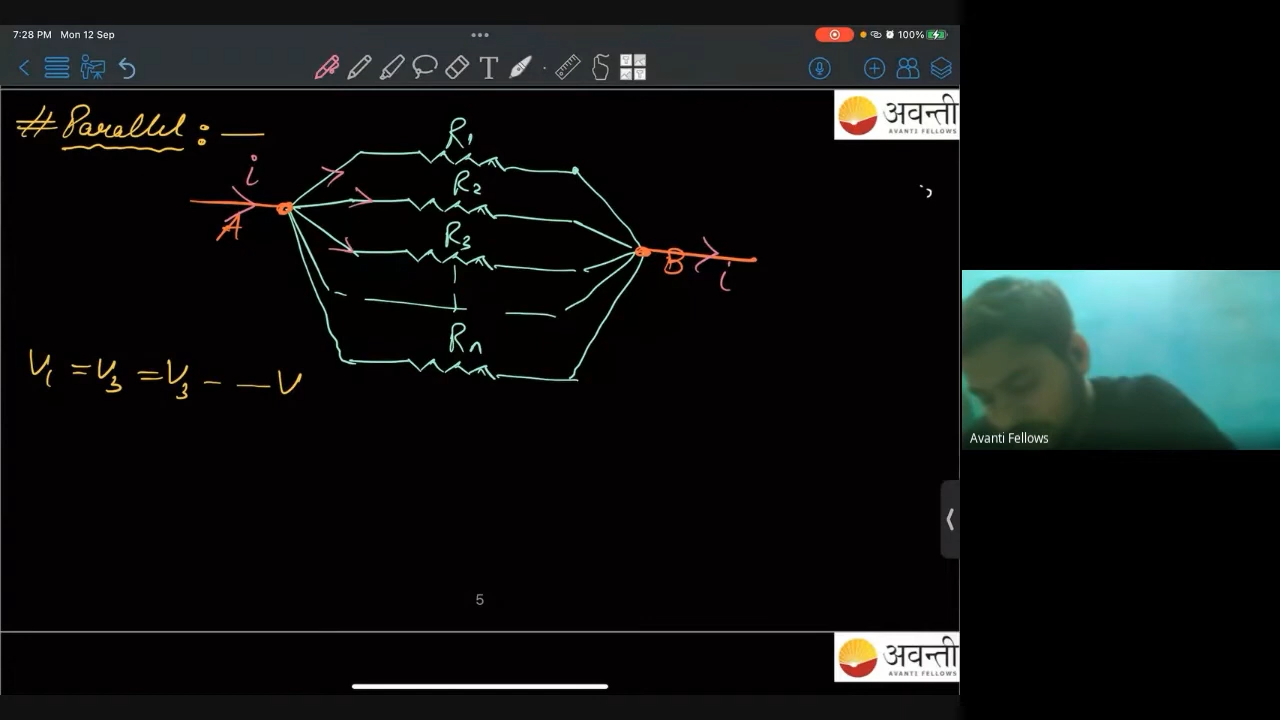 7:28 PM Mon 12 Sep
100%
# Parallel : —
अवन्ती
AVANTI FELLOWS
R₁
i
R₂
A
R₃
B
i
Rₙ
V₁ = V₃ = V₃ - — V
Avanti Fellows
5
अवन्ती
AVANTI FELLOWS